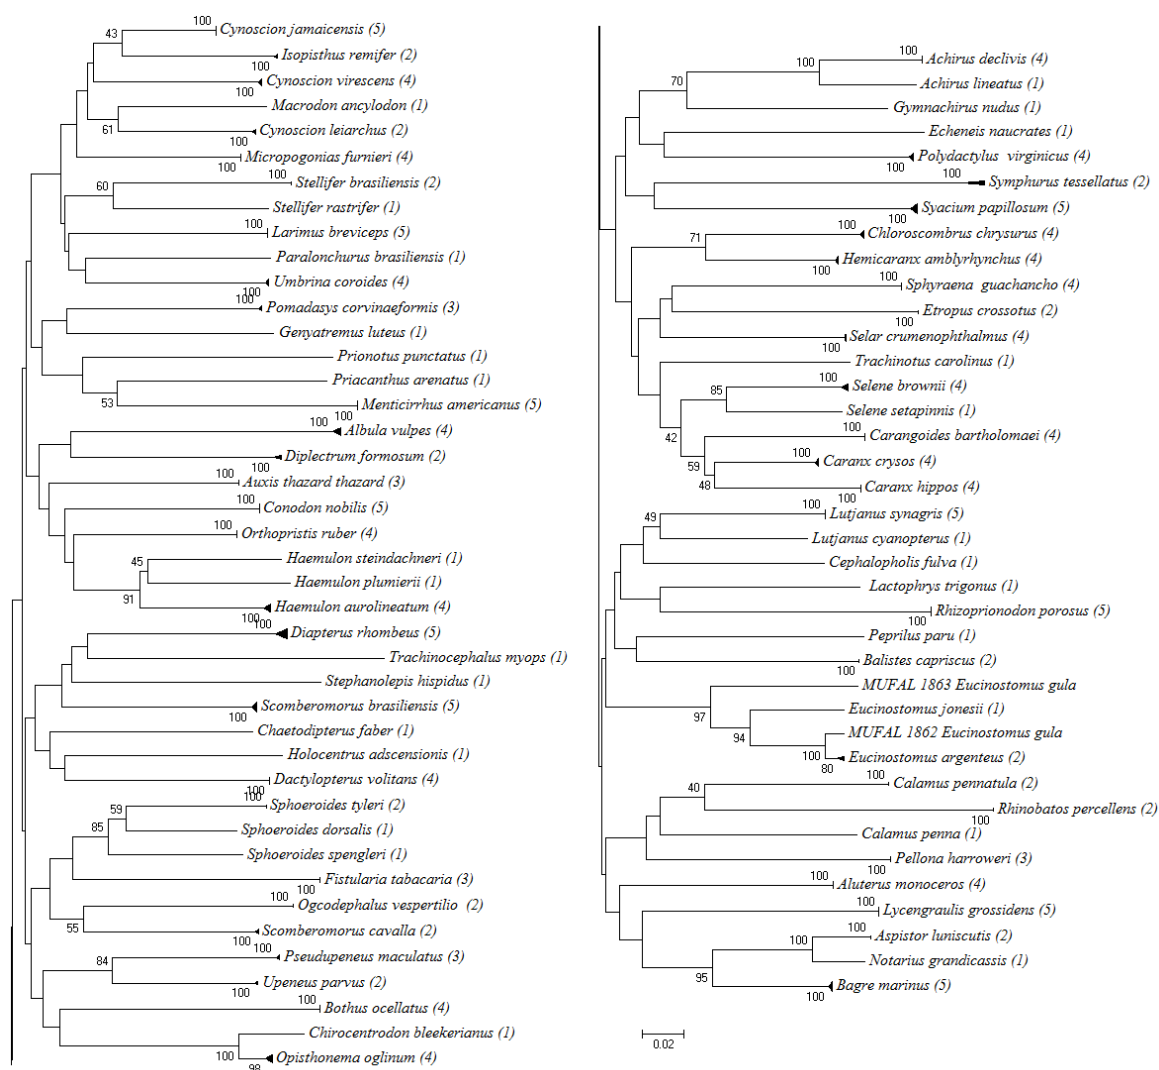 100 Cynoscion jamaicensis (5)
43
Isopisthus remifer (2)
100
Cynoscion virescens (4)
100
100
Macrodon ancylodon (1)
61
Cynoscion leiarchus (2)
100
Micropogonias furnieri (4)
100
100
60 Stellifer brasiliensis (2)
100
Stellifer rastrifer (1)
100 Larimus breviceps (5)
Paralonchurus brasiliensis (1)
Umbrina coroides (4)
100
100 Pomadasys corvinaeformis (3)
Genyatremus luteus (1)
Prionotus punctatus (1)
Priacanthus arenatus (1)
53
Menticirrhus americanus (5)
100
100 Albula vulpes (4)
Diplectrum formosum (2)
100
100 Auxis thazard thazard (3)
100 Conodon nobilis (5)
100 Orthopristis ruber (4)
Haemulon steindachneri (1)
45
Haemulon plumierii (1)
91
Haemulon aurolineatum (4)
100
100 Diapterus rhombeus (5)
Trachinocephalus myops (1)
Stephanolepis hispidus (1)
Scomberomorus brasiliensis (5)
100
Chaetodipterus faber (1)
Holocentrus adscensionis (1)
Dactylopterus volitans (4)
100
100 Sphoeroides tyleri (2)
59
85 Sphoeroides dorsalis (1)
Sphoeroides spengleri (1)
Fistularia tabacaria (3)
100
100 Ogcodephalus vespertilio (2)
55
Scomberomorus cavalla (2)
100
100 Pseudupeneus maculatus (3)
84
Upeneus parvus (2)
100
100 Bothus ocellatus (4)
Chirocentrodon bleekerianus (1)
100
Opisthonema oglinum (4)
98
100 Achirus declivis (4)
100
70 Achirus lineatus (1)
Gymnachirus nudus (1)
Echeneis naucrates (1)
Polydactylus virginicus (4)
100
100 100 Symphurus tessellatus (2)
Syacium papillosum (5)
100
100 Chloroscombrus chrysurus (4)
71
Hemicaranx amblyrhynchus (4)
100
100 Sphyraena guachancho (4)
Etropus crossotus (2)
100
Selar crumenophthalmus (4)
100
Trachinotus carolinus (1)
100 Selene brownii (4)
85
Selene setapinnis (1)
42
100 Carangoides bartholomaei (4)
59
100 Caranx crysos (4)
48
Caranx hippos (4)
100
100 Lutjanus synagris (5)
49
Lutjanus cyanopterus (1)
Cephalopholis fulva (1)
Lactophrys trigonus (1)
Rhizoprionodon porosus (5)
100
Peprilus paru (1)
Balistes capriscus (2)
100
MUFAL 1863 Eucinostomus gula
97
Eucinostomus jonesii (1)
94
MUFAL 1862 Eucinostomus gula
100
Eucinostomus argenteus (2)
80
100 Calamus pennatula (2)
40
Rhinobatos percellens (2)
100
Calamus penna (1)
Pellona harroweri (3)
100
100 Aluterus monoceros (4)
100 Lycengraulis grossidens (5)
100 Aspistor luniscutis (2)
100
Notarius grandicassis (1)
95
Bagre marinus (5)
100
0.02